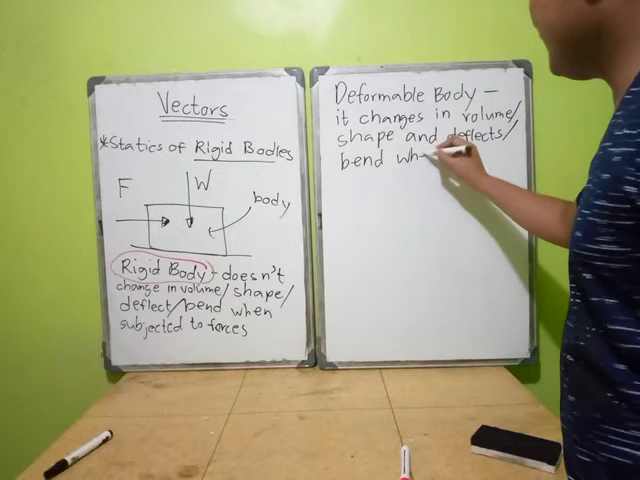 Vectors
*Statics of Rigid Bodies
F
W
body
Rigid Body - doesn't
change in volume/shape/
deflect/bend when
subjected to forces
Deformable Body -
it changes in volume/
shape and deflects/
bend wh